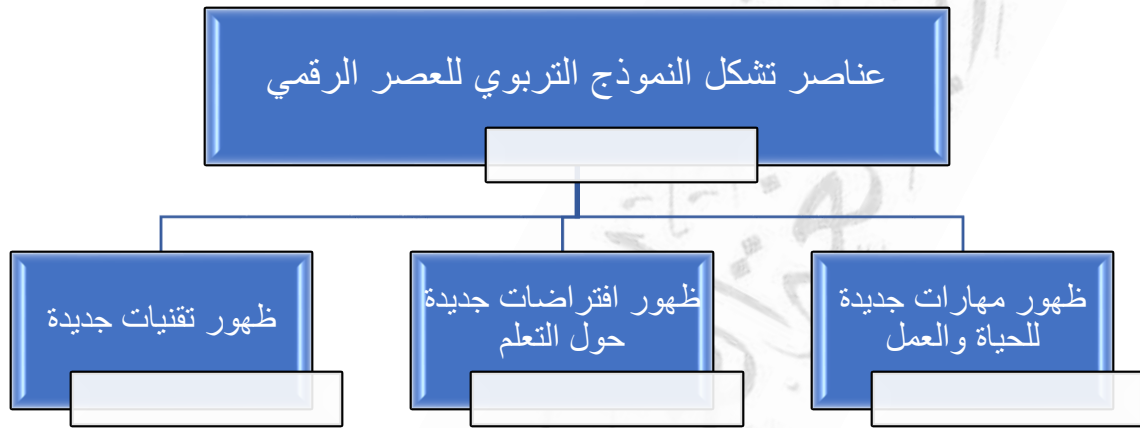 عناصر تشكل النموذج التربوي للعصر الرقمي
ظهور مهارات جديدة
للحياة والعمل
ظهور افتراضات جديدة
حول التعلم
ظهور تقنيات جديدة